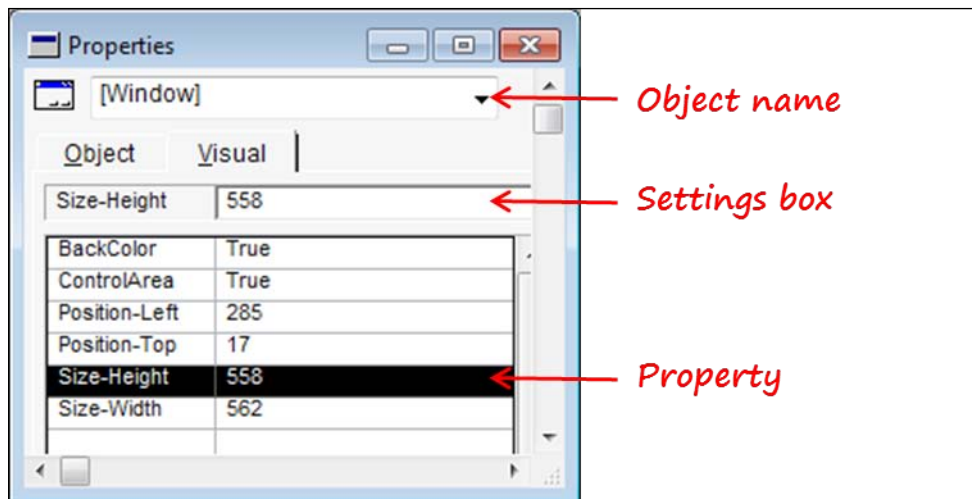 Properties
[Window]
Object name
Object Visual
Size-Height 558
Settings box
BackColor True
ControlArea True
Position-Left 285
Position-Top 17
Size-Height 558
Property
Size-Width 562